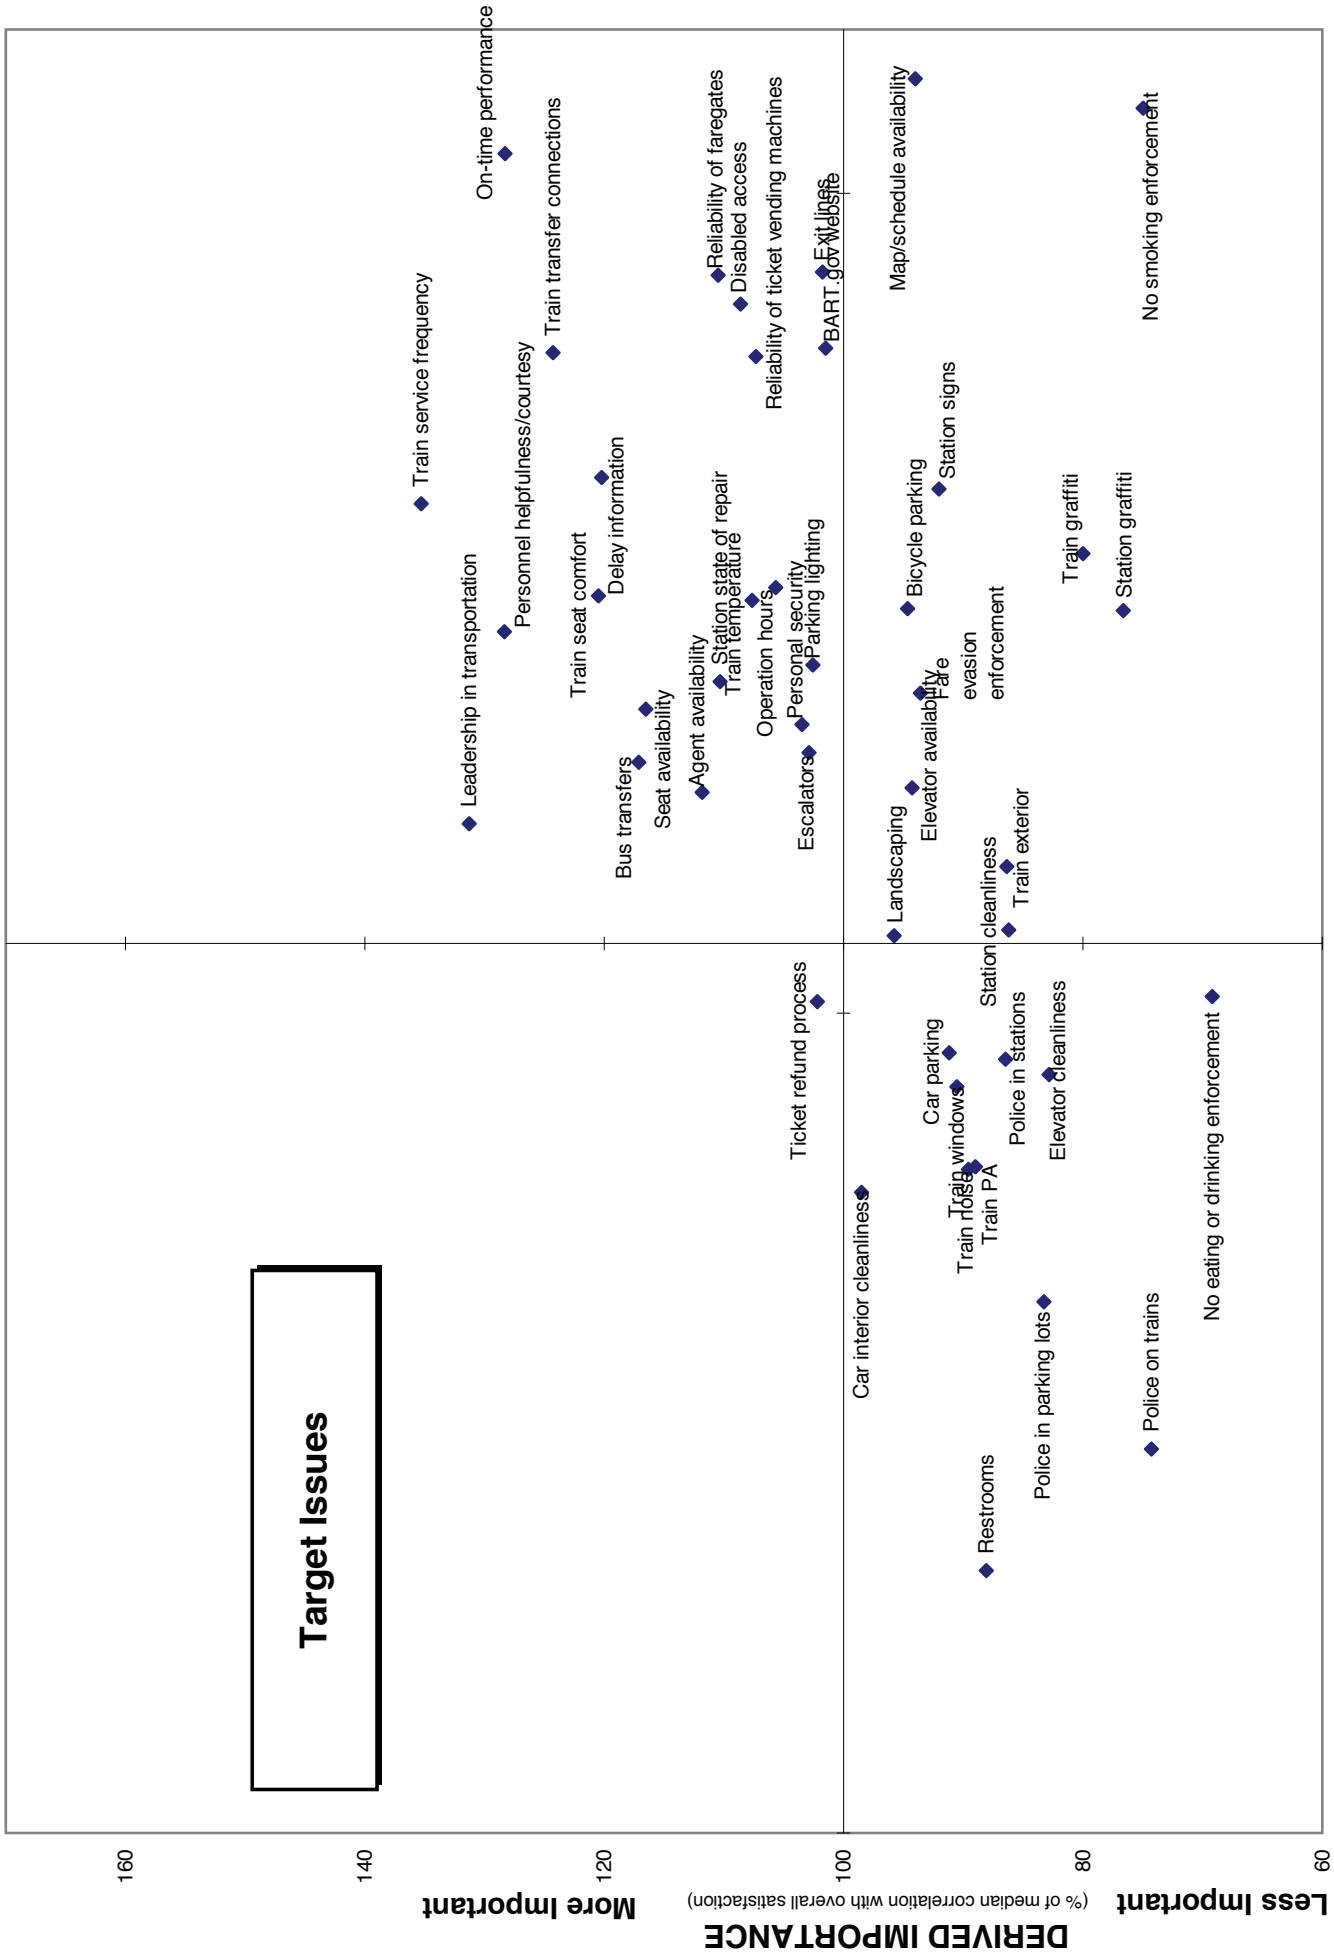 Target Issues
160
140
120
100
80
60
More Important
Less Important
DERIVED IMPORTANCE
(% of median correlation with overall satisfaction)
On-time performance
Train service frequency
Train transfer connections
Leadership in transportation
Personnel helpfulness/courtesy
Train seat comfort
Delay information
Bus transfers
Seat availability
Agent availability
Station state of repair
Train temperature
Reliability of faregates
Disabled access
Reliability of ticket vending machines
Operation hours
Personal security
Parking lighting
Escalators
Exit lines
BART.gov website
Ticket refund process
Car interior cleanliness
Map/schedule availability
No smoking enforcement
Station signs
Bicycle parking
Train graffiti
Station graffiti
Fare
evasion
enforcement
Elevator availability
Landscaping
Station cleanliness
Train exterior
Car parking
Train windows
Train noise
Train PA
Police in stations
Elevator cleanliness
No eating or drinking enforcement
Police in parking lots
Police on trains
Restrooms